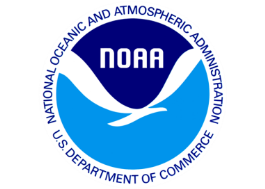 NATIONAL OCEANIC AND ATMOSPHERIC ADMINISTRATION
NOAA
U.S. DEPARTMENT OF COMMERCE